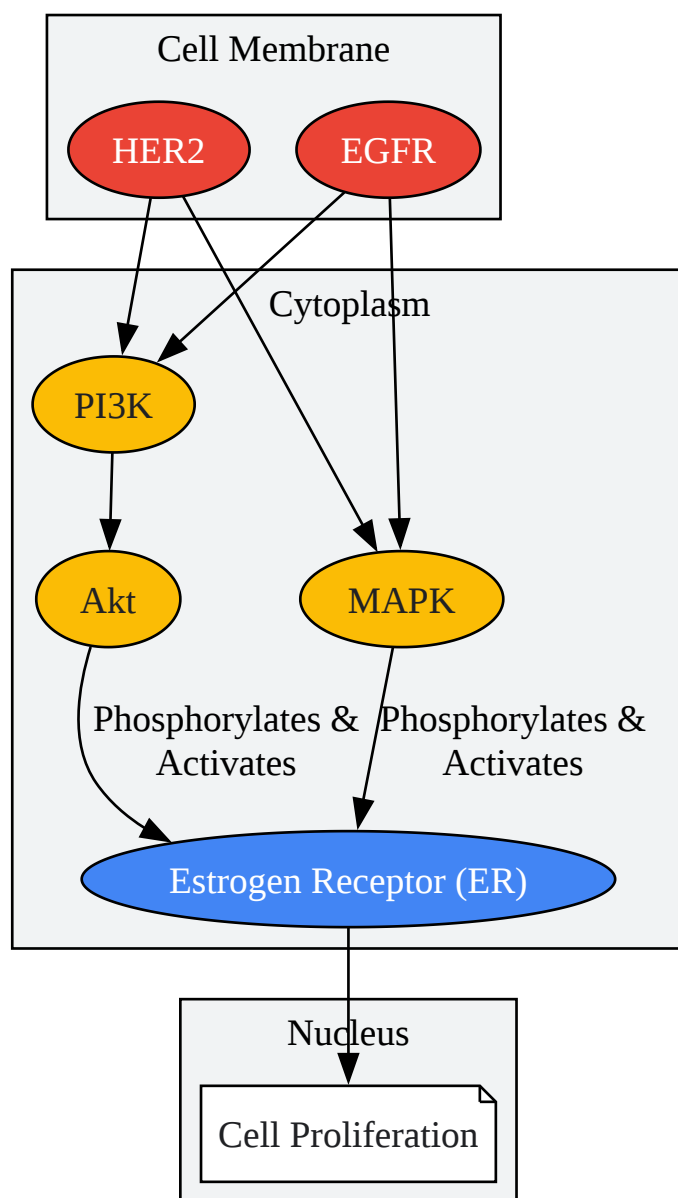 Cell Membrane
HER2
EGFR
Cytoplasm
PI3K
Akt
MAPK
Phosphorylates &
Activates
Phosphorylates &
Activates
Estrogen Receptor (ER)
Nucleus
Cell Proliferation